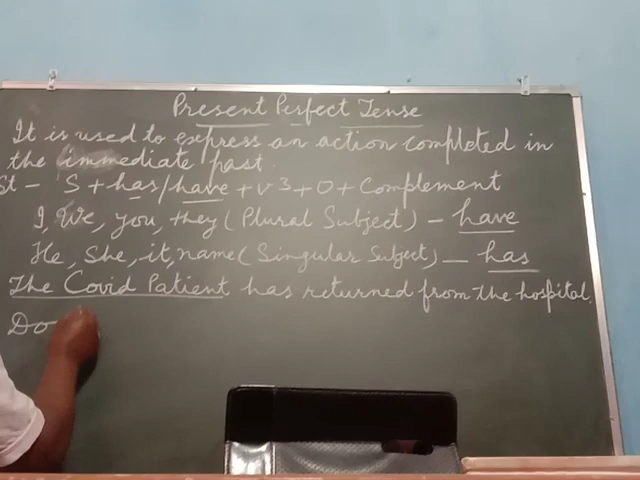 Present Perfect Tense
It is used to express an action completed in
the immediate past.
St - S + has/have + v3 + O + Complement
I, We, you, they (Plural Subject) - have
He, She, it, name (Singular Subject) - has
The Covid Patient has returned from the hospital.
Do